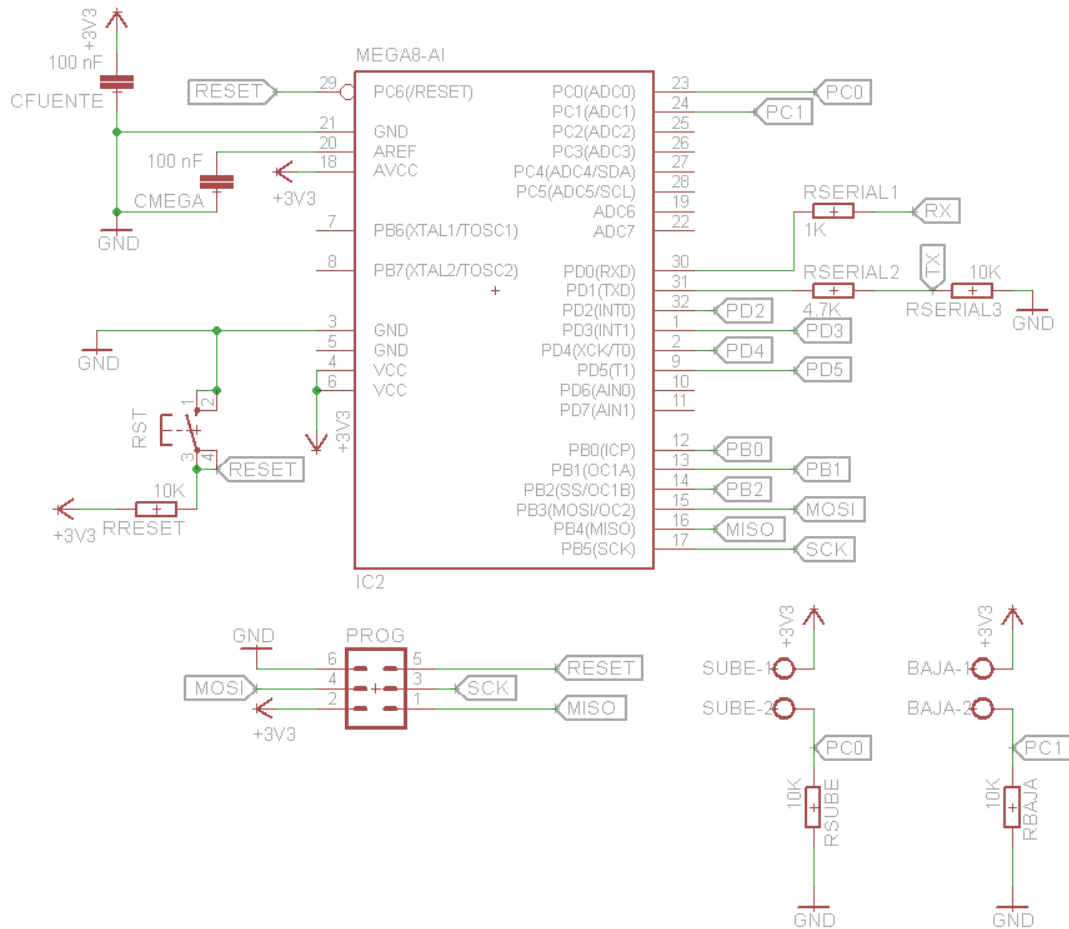 +3V3
100 nF
CFUENTE
100 nF
CMEGA
GND
+3V3
RESET
MEGA8-AI
29 PC6(/RESET)
21 GND
20 AREF
18 AVCC
7 PB6(XTAL1/TOSC1)
8 PB7(XTAL2/TOSC2)
3 GND
5 GND
4 VCC
6 VCC
PC0(ADC0) 23 PC0
PC1(ADC1) 24 PC1
PC2(ADC2) 25
PC3(ADC3) 26
PC4(ADC4/SDA) 27
PC5(ADC5/SCL) 28
ADC6 19
ADC7 22
PD0(RXD) 30
PD1(TXD) 31
PD2(INT0) 32 PD2
PD3(INT1) 1 PD3
PD4(XCK/T0) 2 PD4
PD5(T1) 9 PD5
PD6(AIN0) 10
PD7(AIN1) 11
PB0(ICP) 12 PB0
PB1(OC1A) 13 PB1
PB2(SS/OC1B) 14 PB2
PB3(MOSI/OC2) 15 MOSI
PB4(MISO) 16 MISO
PB5(SCK) 17 SCK
IC2
RSERIAL1
1K
RX
RSERIAL2
4.7K
TX
10K
RSERIAL3
GND
GND
RST
1 2
3 4
RESET
10K
RRESET
+3V3
+3V3
GND
PROG
6 5 RESET
MOSI 4 3 SCK
2 1 MISO
+3V3
+3V3
SUBE-1
SUBE-2
PC0
10K
RSUBE
GND
+3V3
BAJA-1
BAJA-2
PC1
10K
RBAJA
GND